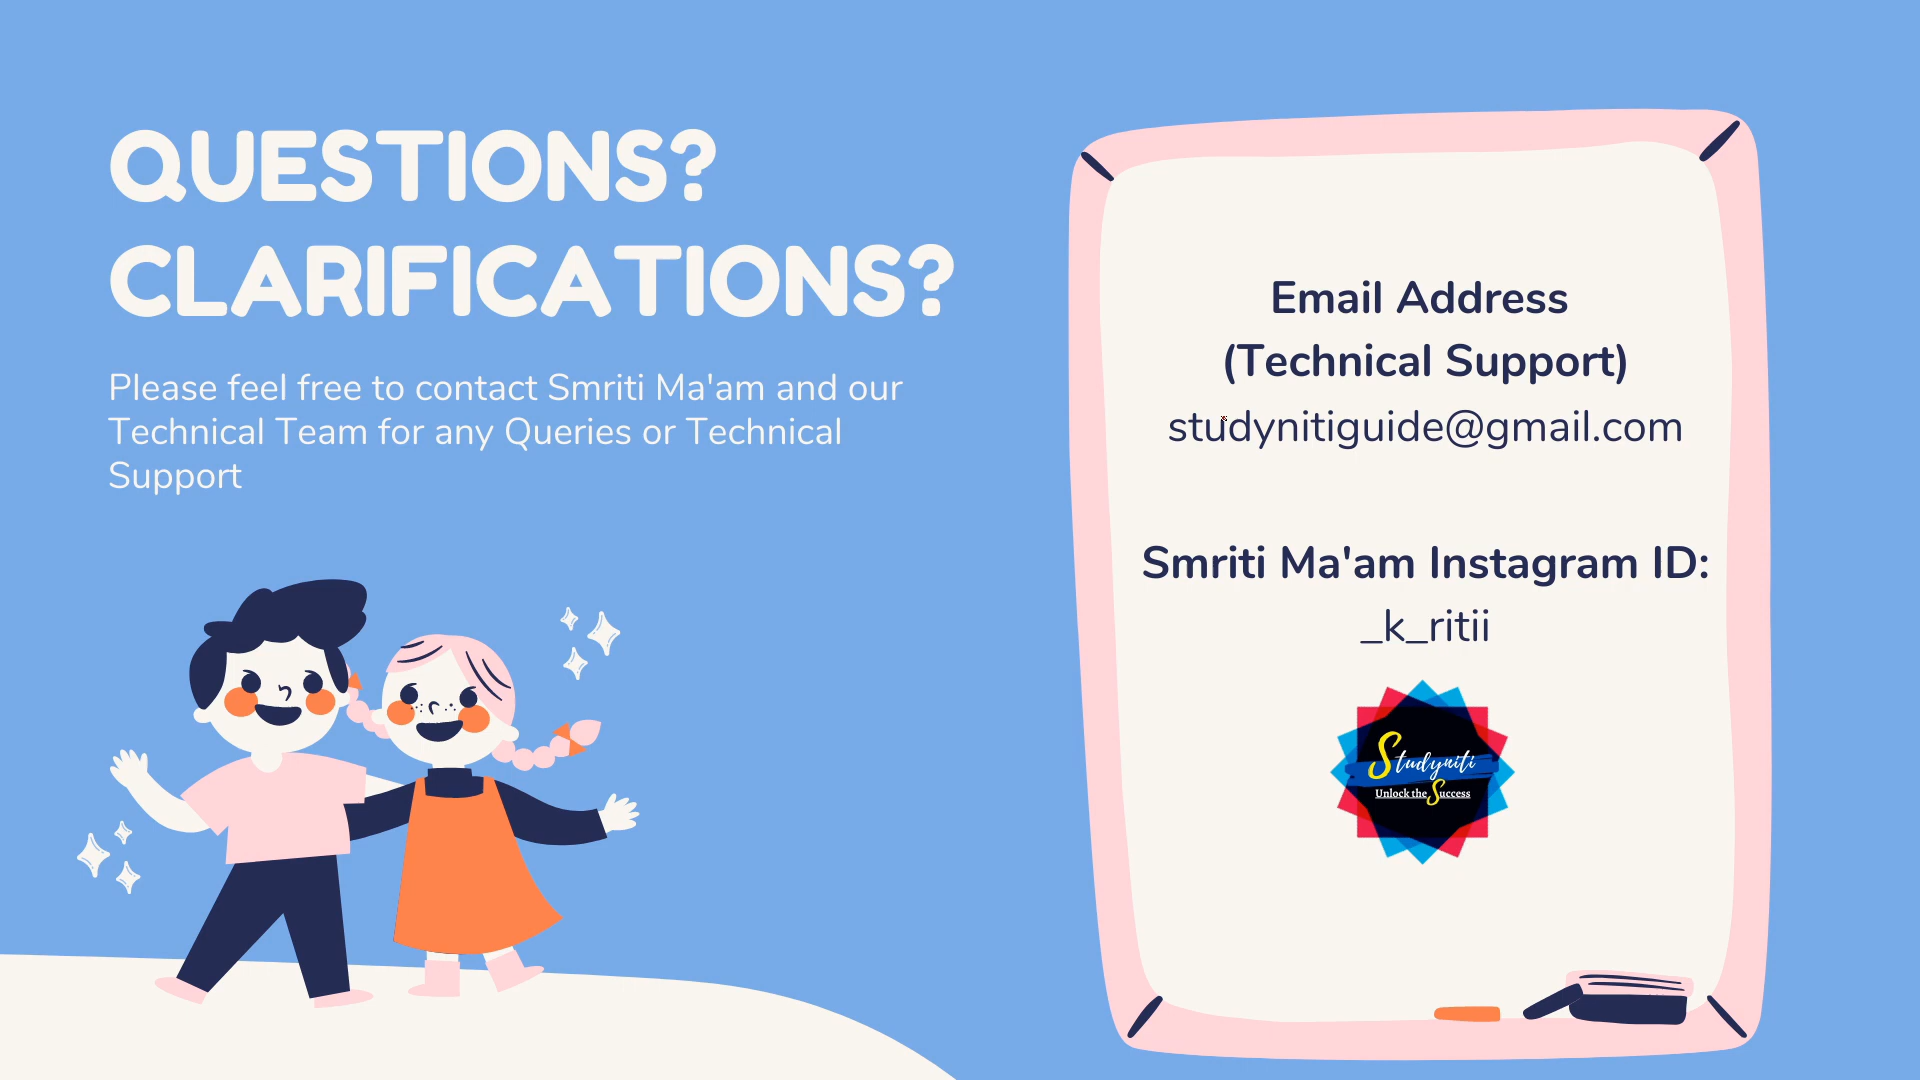 QUESTIONS?
CLARIFICATIONS?
Please feel free to contact Smriti Ma'am and our
Technical Team for any Queries or Technical
Support
Email Address
(Technical Support)
studynitiguide@gmail.com
Smriti Ma'am Instagram ID:
_k_ritii
Studyniti
Unlock the Success